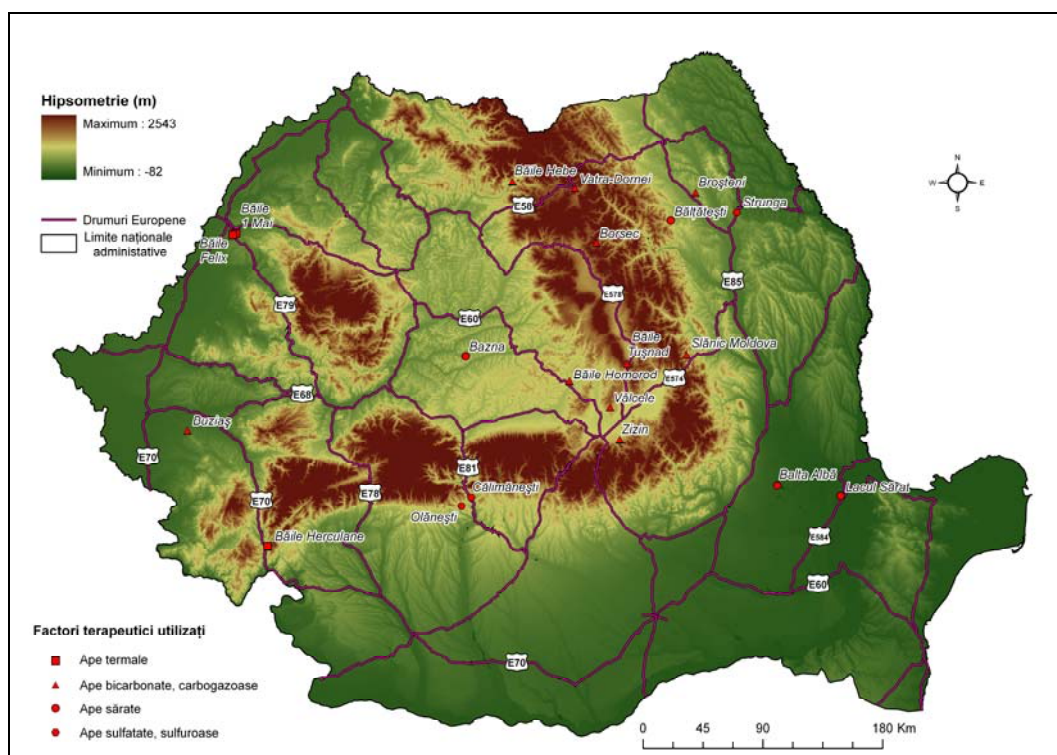 Hipsometrie (m)
Maximum : 2543
Minimum : -82
Drumuri Europene
Limite naționale
administative
N
W
E
S
Băile Hebe
Vatra-Dornei
E58
Broșteni
Bălțătești
Strunga
Băile
1 Mai
Băile
Felix
Borsec
E578
E85
E79
E60
Bazna
Băile
Tușnad
Slănic Moldova
Băile Homorod
E574
E68
Vâlcele
Buziaș
Zizin
E70
E81
Călimănești
Balta Albă
Lacul Sărat
E70
E78
Olănești
E584
Băile Herculane
E60
E70
Factori terapeutici utilizați
Ape termale
Ape bicarbonate, carbogazoase
Ape sărate
Ape sulfatate, sulfuroase
0 45 90 180 Km